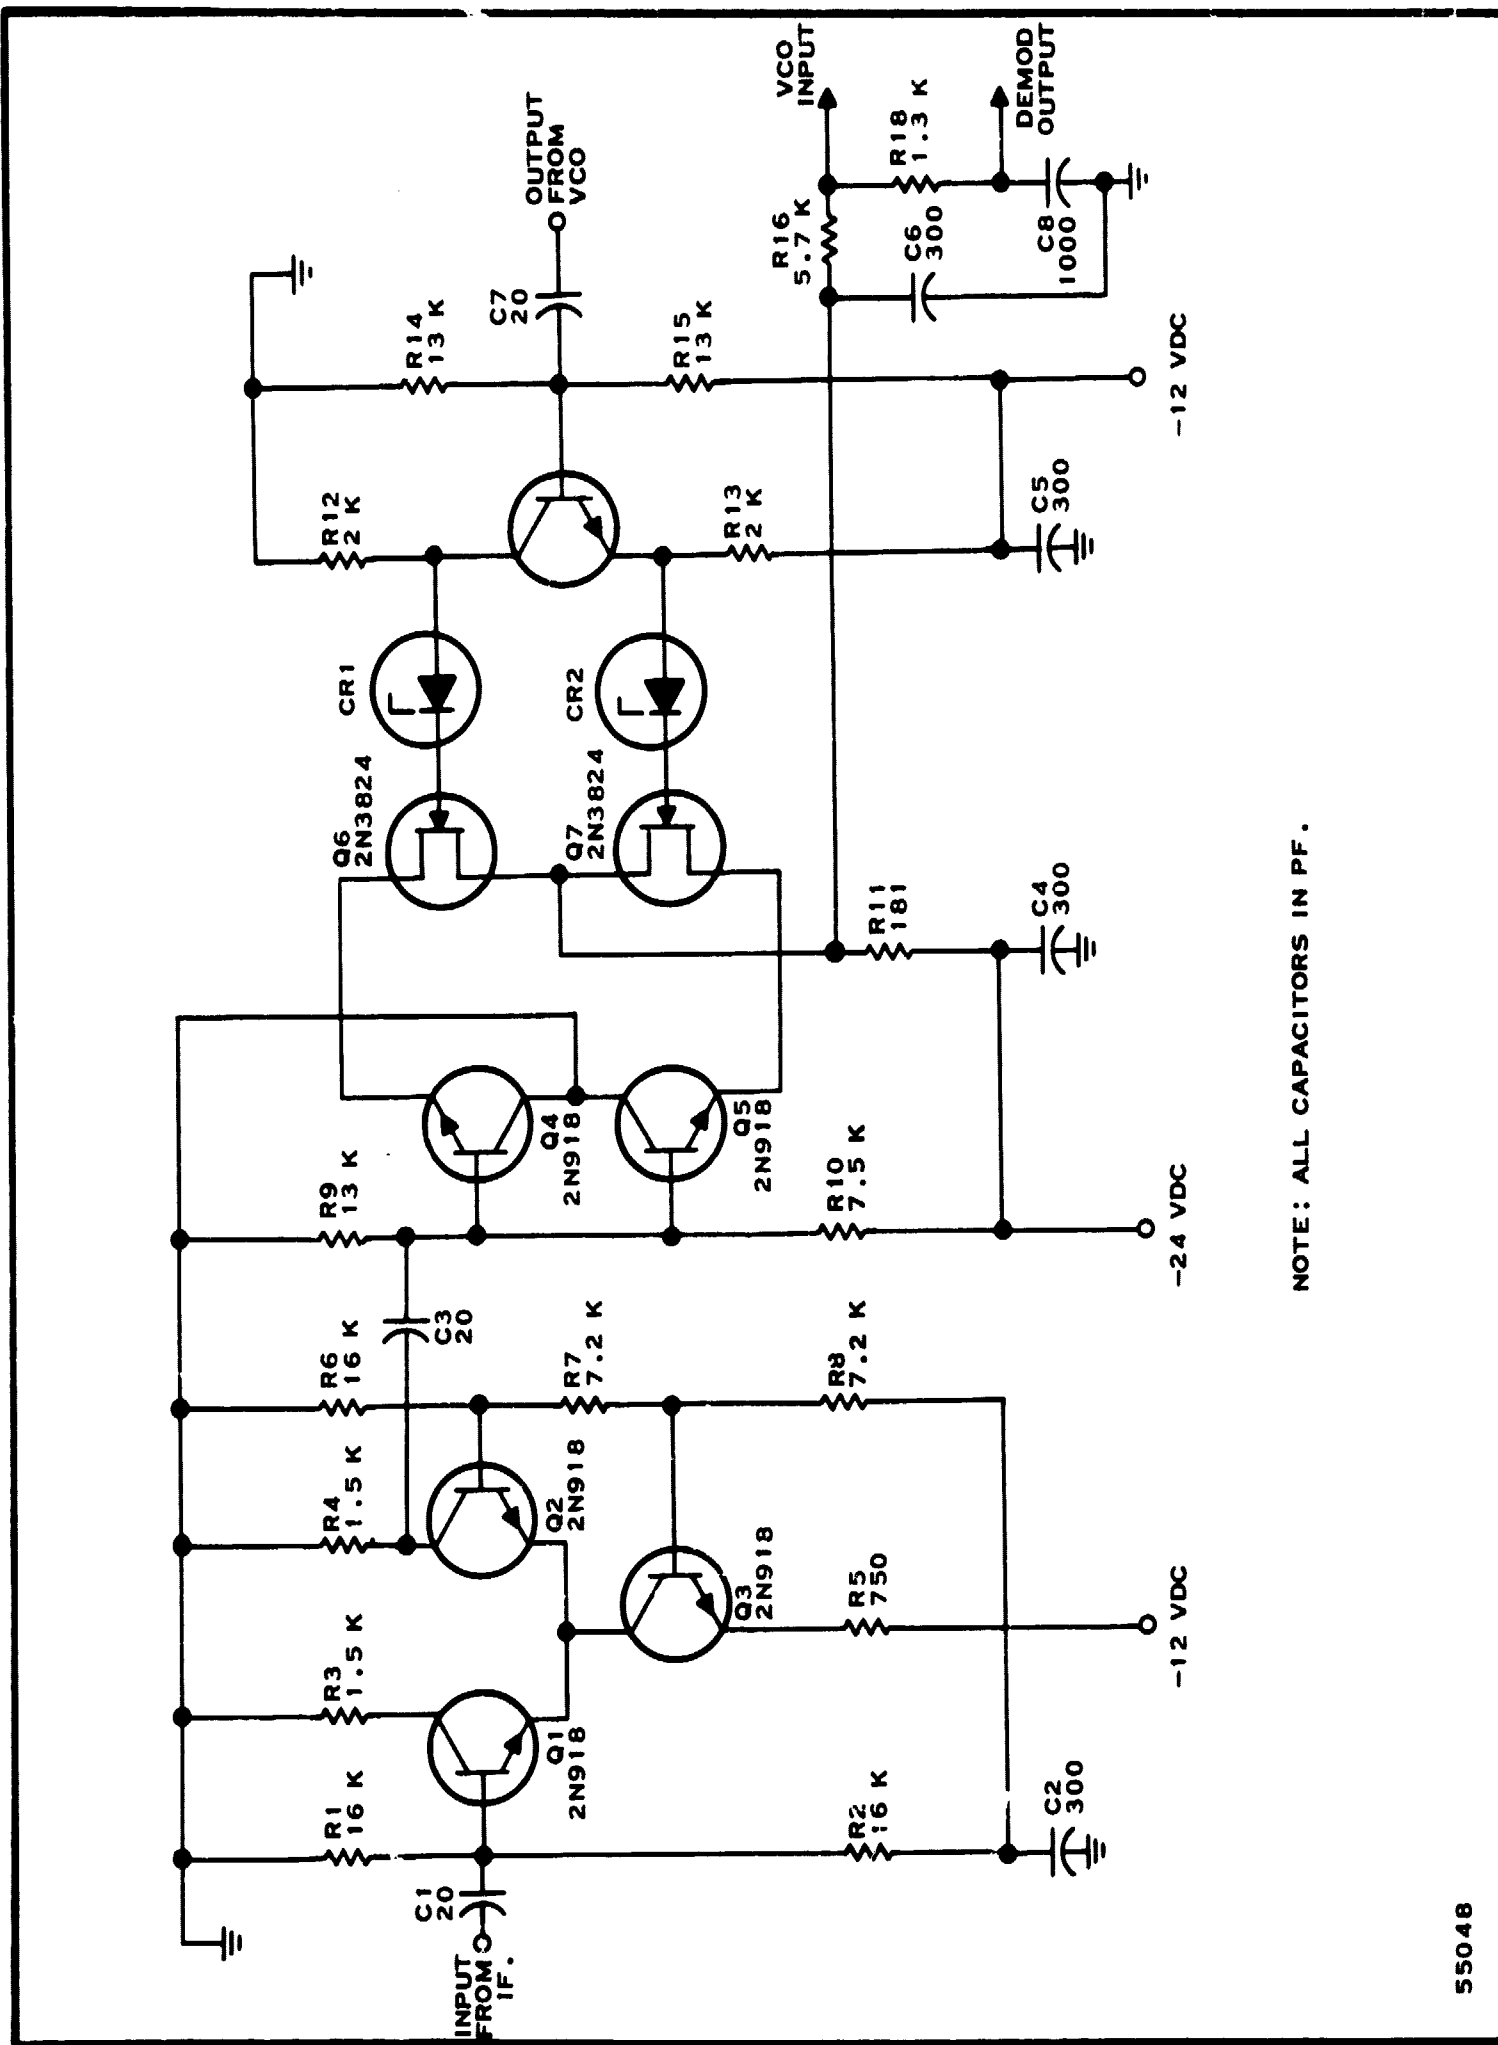 INPUT
FROM
IF.
C1
20
R1
16 K
R3
1.5 K
R4
1.5 K
R6
16 K
R9
13 K
C3
20
Q1
2N918
Q2
2N918
R7
7.2 K
Q3
2N918
R2
16 K
R5
750
R8
7.2 K
C2
300
-12 VDC
Q4
2N918
Q5
2N918
R10
7.5 K
-24 VDC
Q6
2N3824
Q7
2N3824
CR1
CR2
R11
181
C4
300
R12
2 K
R13
2 K
R14
13 K
R15
13 K
C7
20
OUTPUT
FROM
VCO
C5
300
-12 VDC
R16
5.7 K
C6
300
VCO
INPUT
R18
1.3 K
C8
1000
DEMOD
OUTPUT
NOTE: ALL CAPACITORS IN PF.
55048